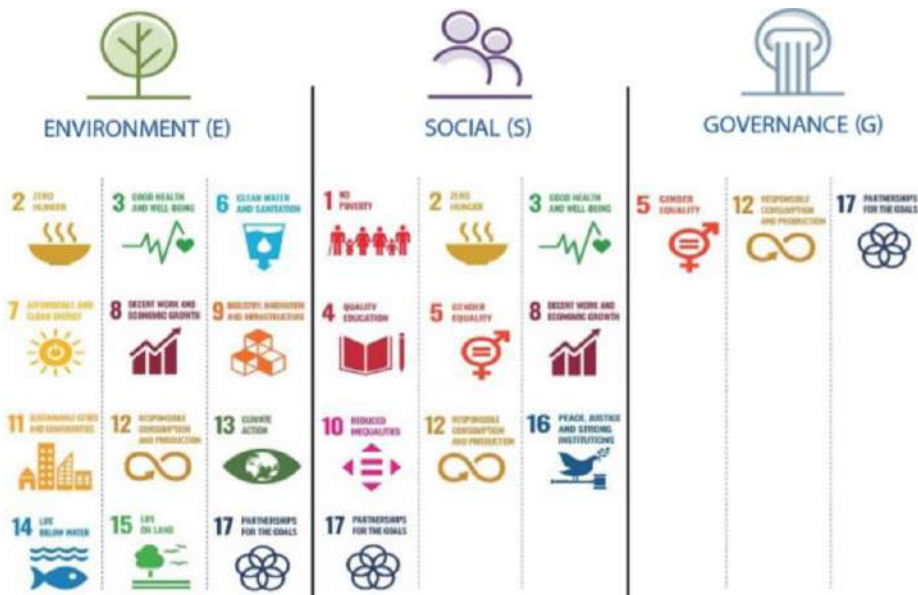 ENVIRONMENT (E)
SOCIAL (S)
GOVERNANCE (G)
2 ZERO
HUNGER
3 GOOD HEALTH
AND WELL-BEING
6 CLEAN WATER
AND SANITATION
1 NO
POVERTY
2 ZERO
HUNGER
3 GOOD HEALTH
AND WELL-BEING
5 GENDER
EQUALITY
12 RESPONSIBLE
CONSUMPTION
AND PRODUCTION
17 PARTNERSHIPS
FOR THE GOALS
7 AFFORDABLE AND
CLEAN ENERGY
8 DECENT WORK AND
ECONOMIC GROWTH
9 INDUSTRY, INNOVATION
AND INFRASTRUCTURE
4 QUALITY
EDUCATION
5 GENDER
EQUALITY
8 DECENT WORK AND
ECONOMIC GROWTH
11 SUSTAINABLE CITIES
AND COMMUNITIES
12 RESPONSIBLE
CONSUMPTION
AND PRODUCTION
13 CLIMATE
ACTION
10 REDUCED
INEQUALITIES
12 RESPONSIBLE
CONSUMPTION
AND PRODUCTION
16 PEACE, JUSTICE
AND STRONG
INSTITUTIONS
14 LIFE
BELOW WATER
15 LIFE
ON LAND
17 PARTNERSHIPS
FOR THE GOALS
17 PARTNERSHIPS
FOR THE GOALS